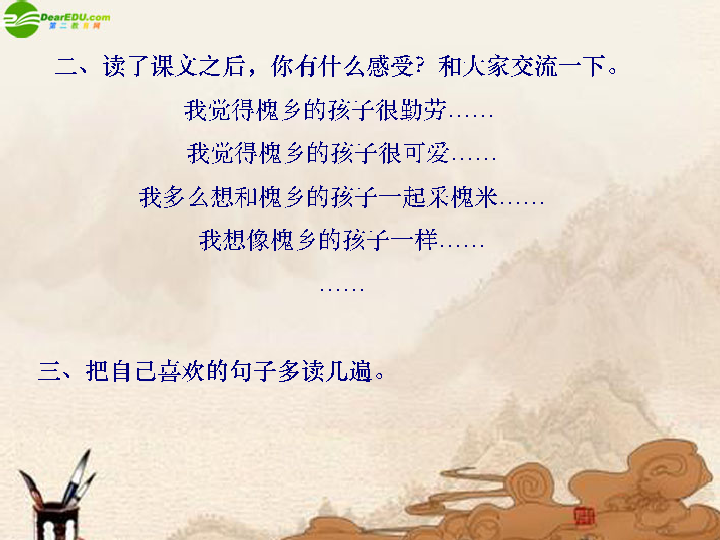 DearEDU.com
第二教育网
二、读了课文之后，你有什么感受？和大家交流一下。
我觉得槐乡的孩子很勤劳……
我觉得槐乡的孩子很可爱……
我多么想和槐乡的孩子一起采槐米……
我想像槐乡的孩子一样……
……
三、把自己喜欢的句子多读几遍。